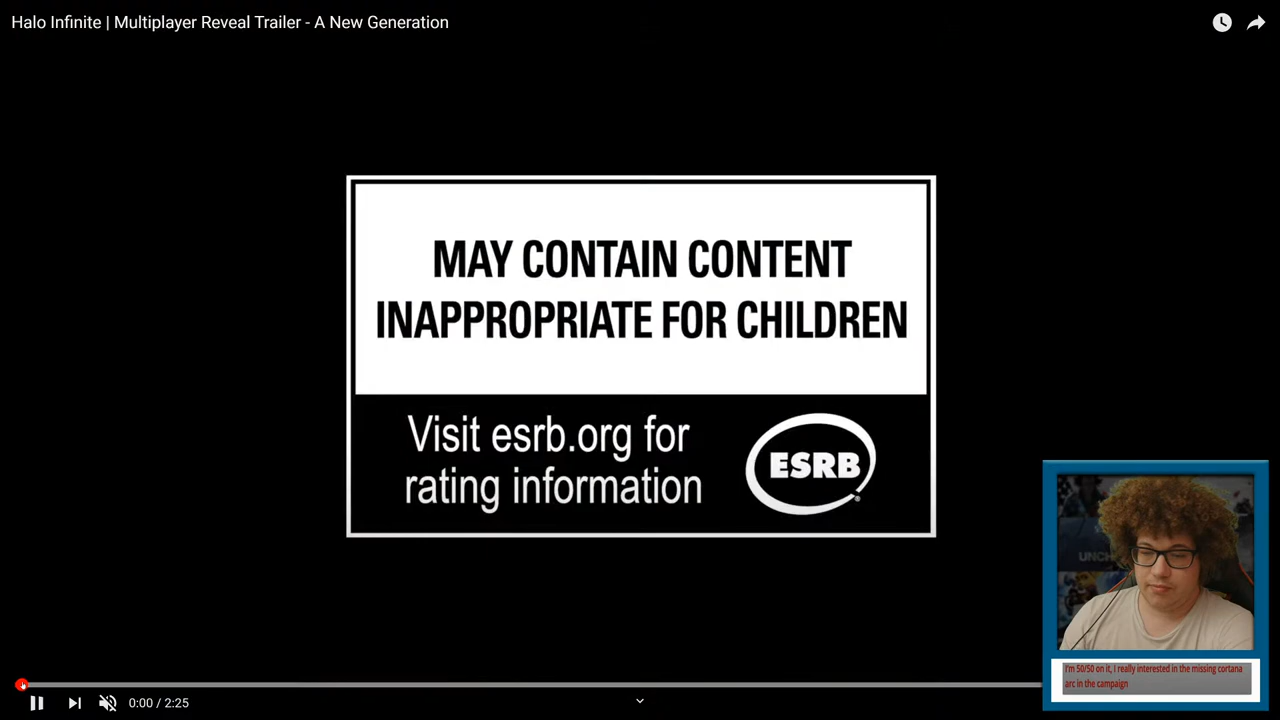 Halo Infinite | Multiplayer Reveal Trailer - A New Generation
MAY CONTAIN CONTENT
INAPPROPRIATE FOR CHILDREN
Visit esrb.org for
rating information
ESRB
UNCH
I'm 50/50 on it, I really interested in the missing cortana
arc in the campaign
0:00 / 2:25